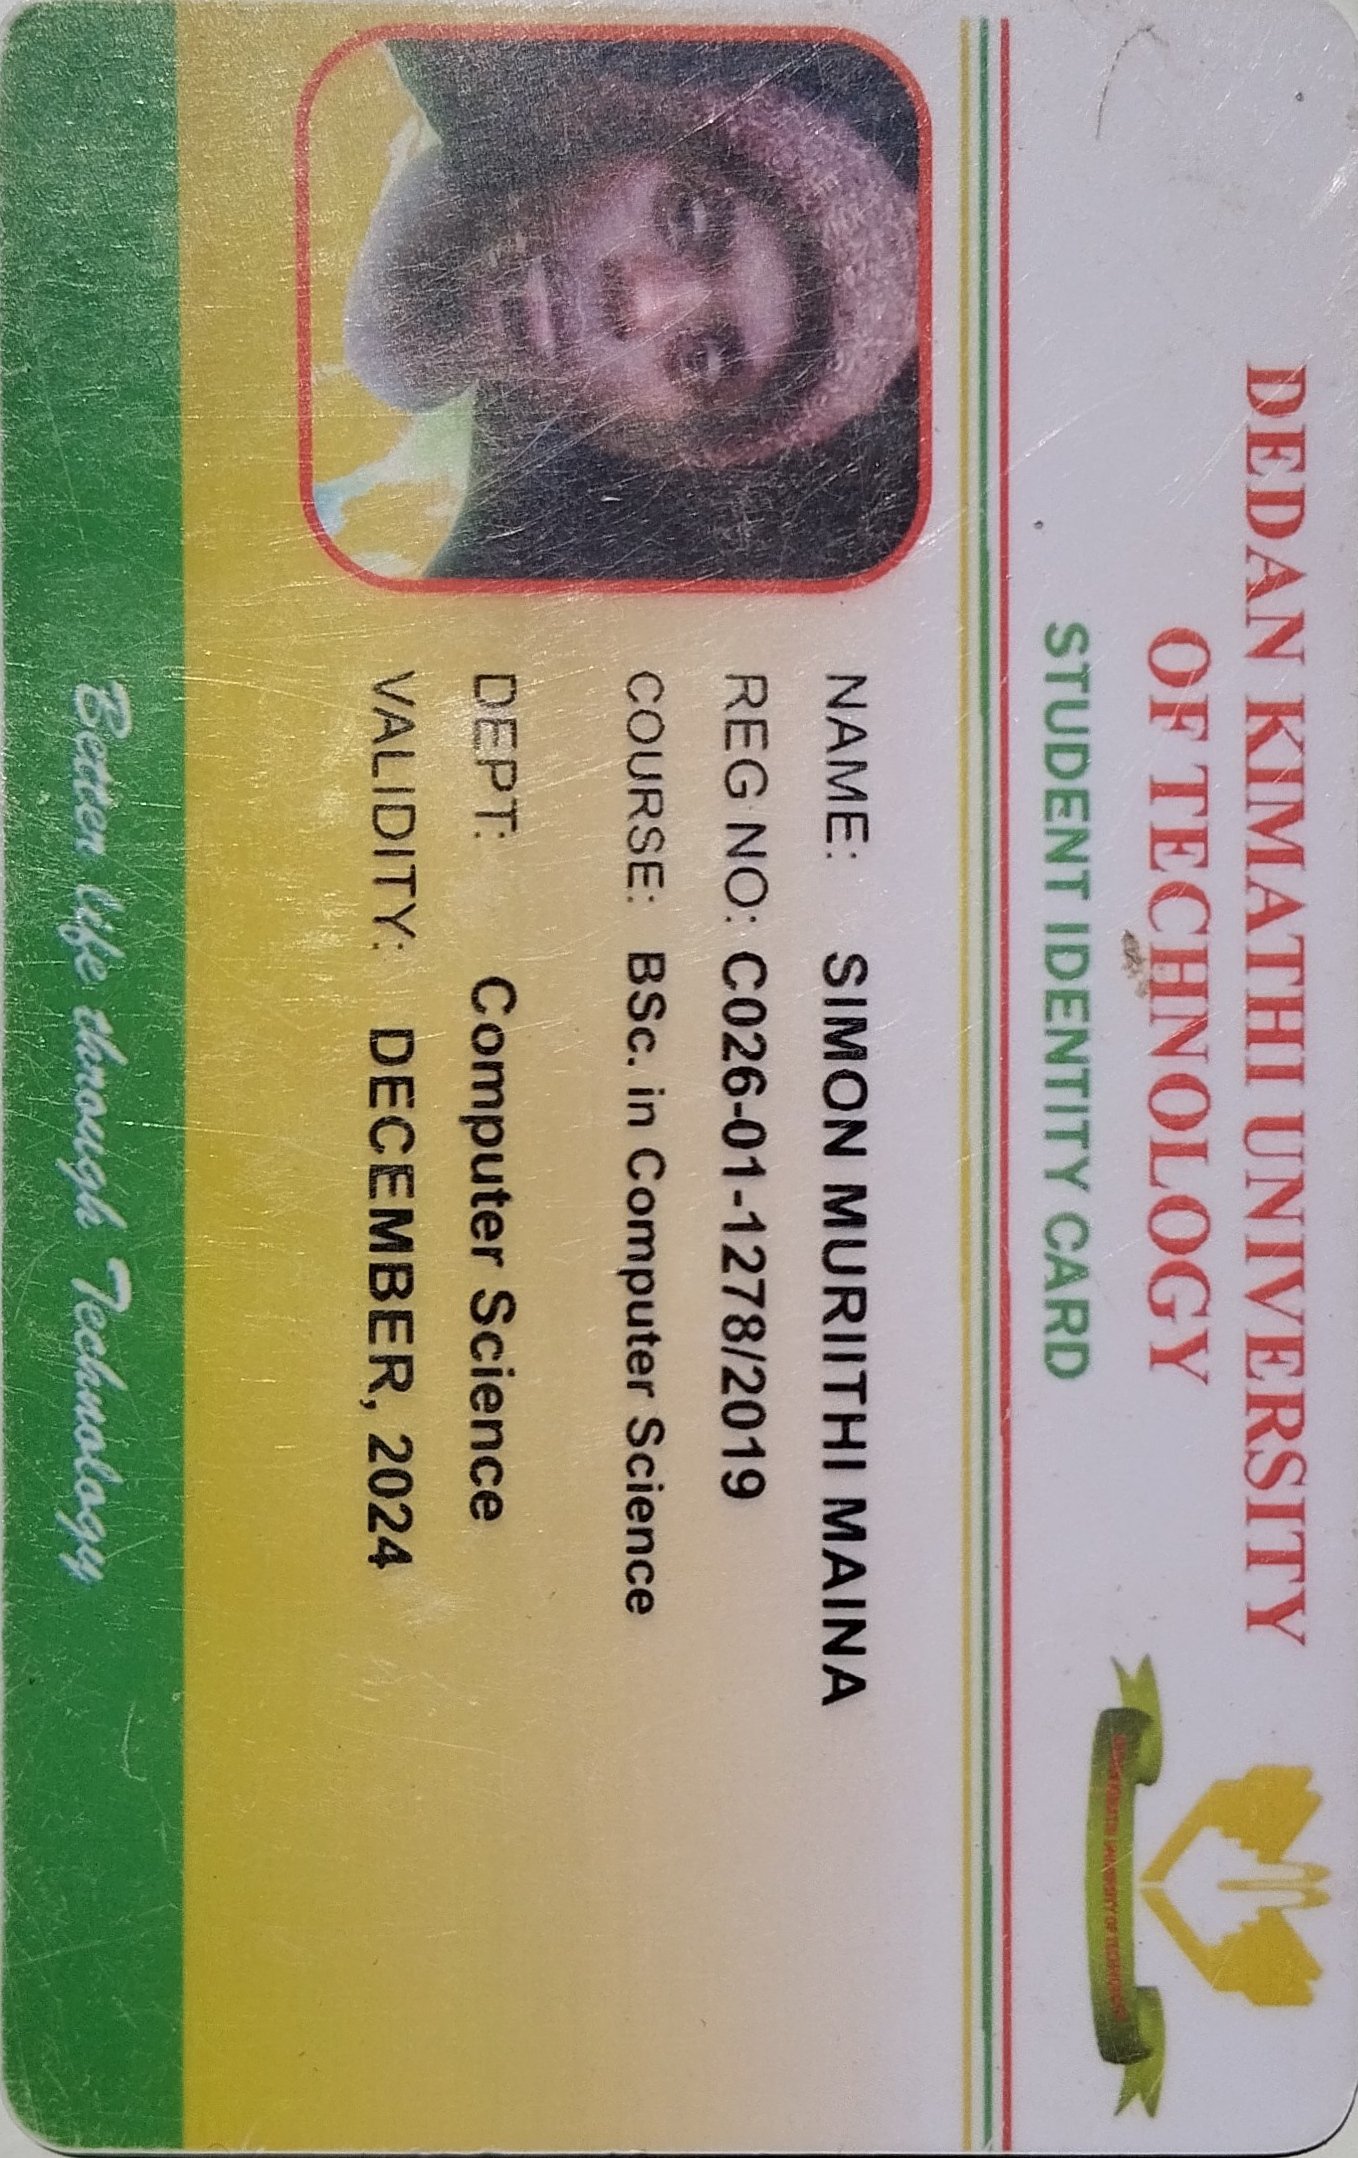 DEDAN KIMATHI UNIVERSITY
OF TECHNOLOGY
STUDENT IDENTITY CARD
NAME: SIMON MURIITHI MAINA
REG NO: C026-01-1278/2019
COURSE: BSc. in Computer Science
DEPT: Computer Science
VALIDITY: DECEMBER, 2024
Better life through Technology